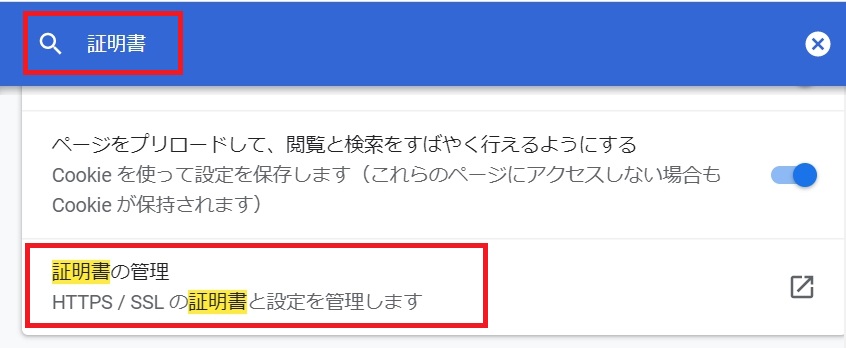 証明書
ページをプリロードして、閲覧と検索をすばやく行えるようにする
Cookie を使って設定を保存します（これらのページにアクセスしない場合も
Cookie が保持されます）
証明書の管理
HTTPS / SSL の証明書と設定を管理します